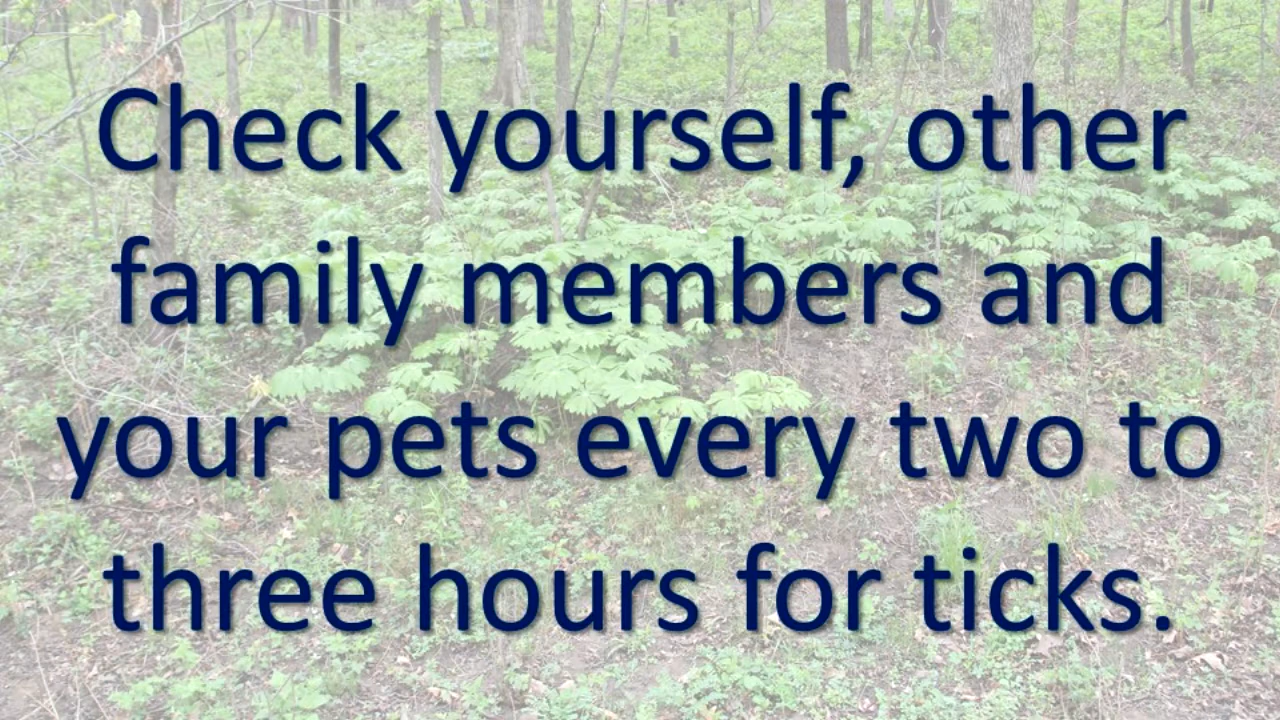 Check yourself, other
family members and
your pets every two to
three hours for ticks.